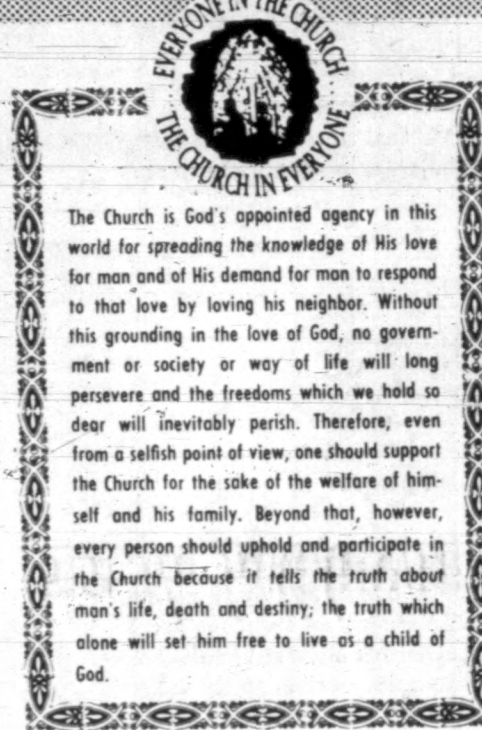 EVERYONE IN THE CHURCH
THE CHURCH IN EVERYONE
The Church is God's appointed agency in this
world for spreading the knowledge of His love
for man and of His demand for man to respond
to that love by loving his neighbor. Without
this grounding in the love of God, no govern-
ment or society or way of life will long
persevere and the freedoms which we hold so
dear will inevitably perish. Therefore, even
from a selfish point of view, one should support
the Church for the sake of the welfare of him-
self and his family. Beyond that, however,
every person should uphold and participate in
the Church because it tells the truth about
man's life, death and destiny; the truth which
alone will set him free to live as a child of
God.